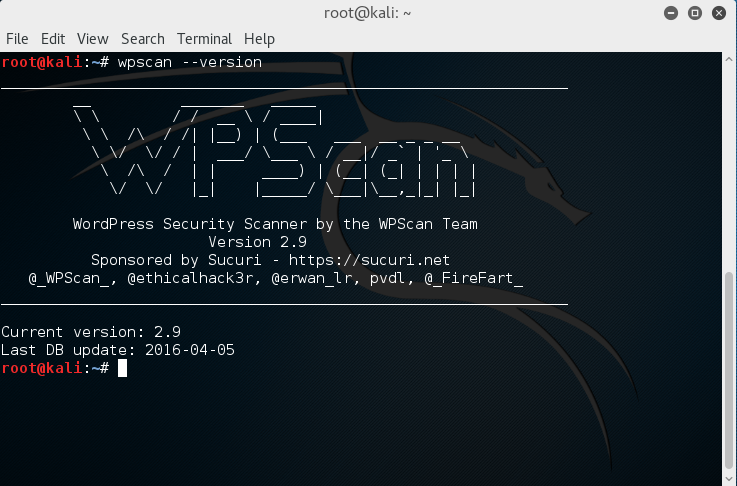 root@kali: ~
File Edit View Search Terminal Help
root@kali:~# wpscan --version
WPScan
WordPress Security Scanner by the WPScan Team
Version 2.9
Sponsored by Sucuri - https://sucuri.net
@_WPScan_, @ethicalhack3r, @erwan_lr, pvdl, @_FireFart_
Current version: 2.9
Last DB update: 2016-04-05
root@kali:~#